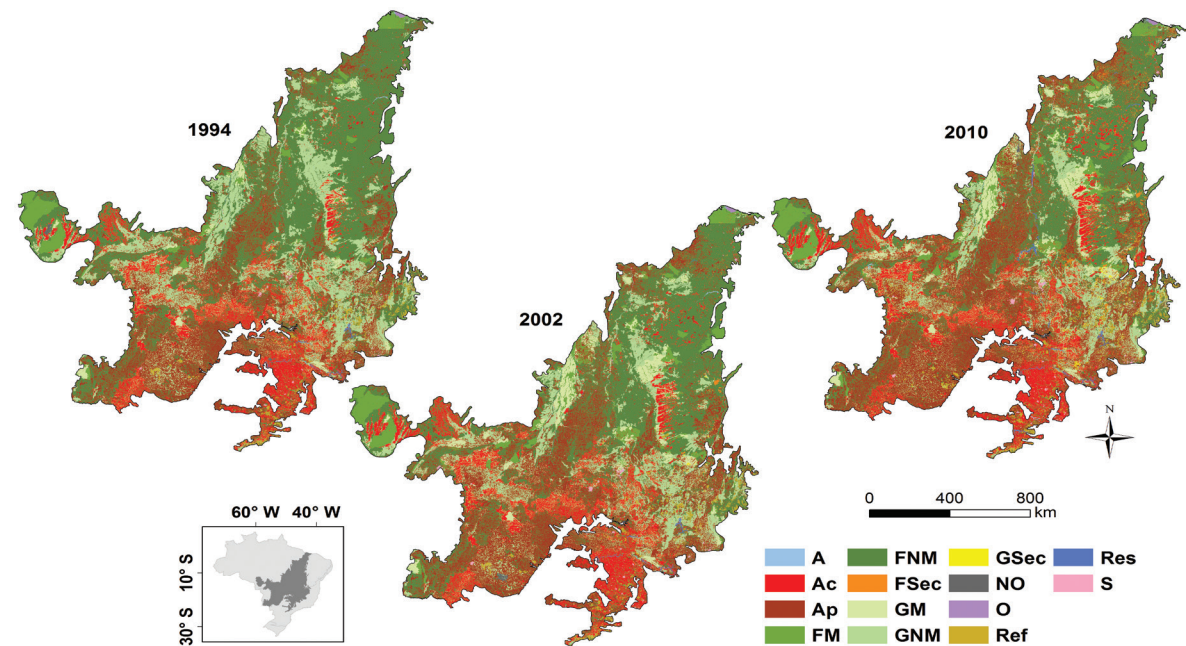 1994
2002
2010
N
0 400 800
km
60° W 40° W
10° S
30° S
A FNM GSec Res
Ac FSec NO S
Ap GM O
FM GNM Ref